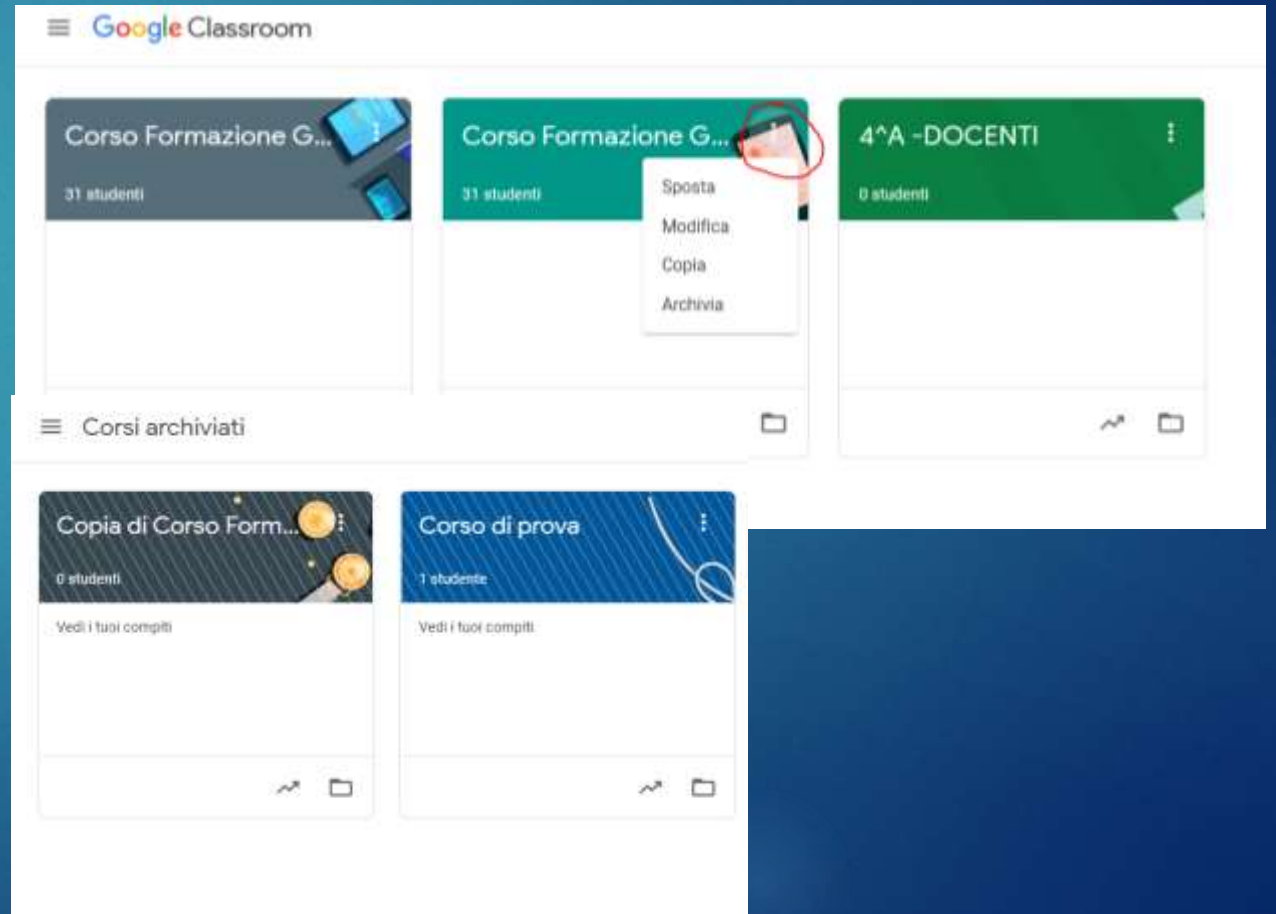 Google Classroom
Corso Formazione G...
31 studenti
Corso Formazione G...
31 studenti
Sposta
Modifica
Copia
Archivia
4^A -DOCENTI
0 studenti
Corsi archiviati
Copia di Corso Form...
0 studenti
Vedi i tuoi compiti
Corso di prova
1 studente
Vedi i tuoi compiti